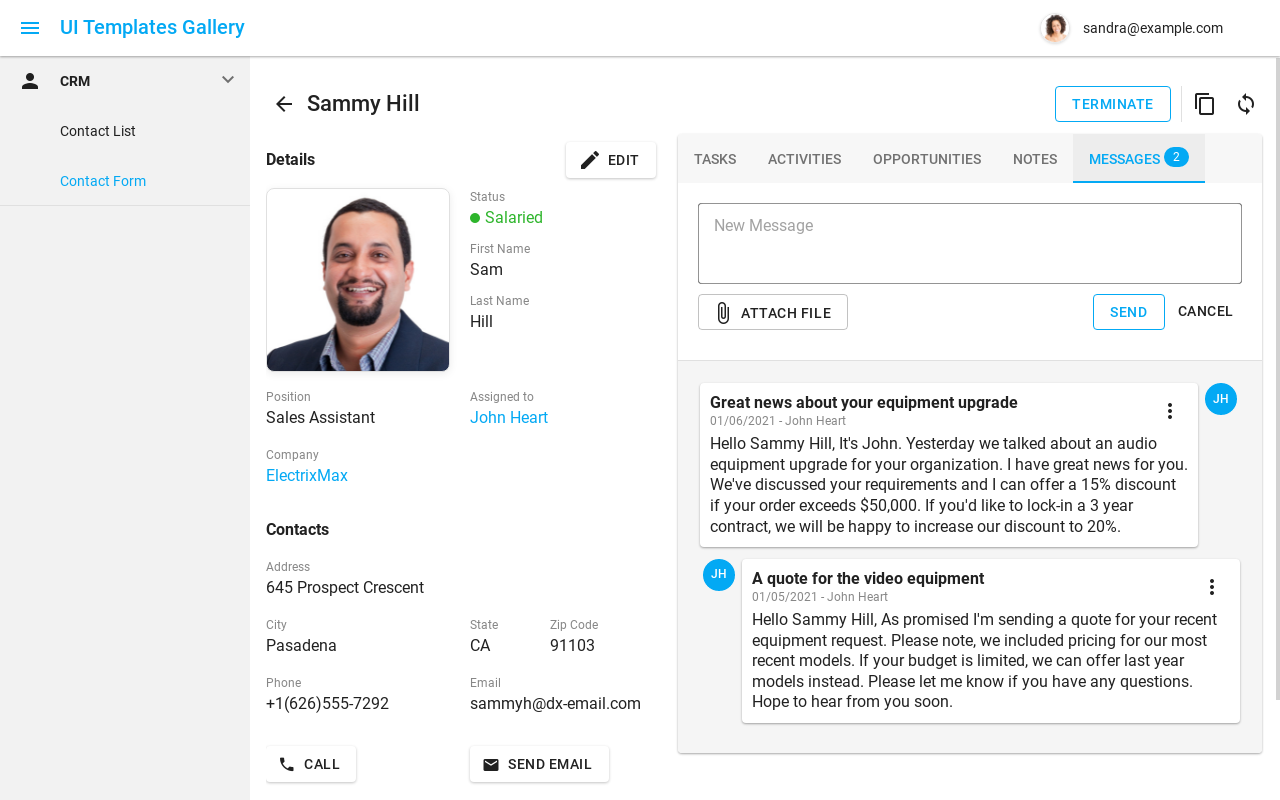 UI Templates Gallery
sandra@example.com
CRM
Contact List
Contact Form
Sammy Hill
TERMINATE
Details
EDIT
Status
Salaried
First Name
Sam
Last Name
Hill
Position
Sales Assistant
Assigned to
John Heart
Company
ElectrixMax
Contacts
Address
645 Prospect Crescent
City
Pasadena
State
CA
Zip Code
91103
Phone
+1(626)555-7292
Email
sammyh@dx-email.com
CALL
SEND EMAIL
TASKS
ACTIVITIES
OPPORTUNITIES
NOTES
MESSAGES 2
New Message
ATTACH FILE
SEND
CANCEL
Great news about your equipment upgrade
01/06/2021 - John Heart
Hello Sammy Hill, It's John. Yesterday we talked about an audio
equipment upgrade for your organization. I have great news for you.
We've discussed your requirements and I can offer a 15% discount
if your order exceeds $50,000. If you'd like to lock-in a 3 year
contract, we will be happy to increase our discount to 20%.
JH
JH
A quote for the video equipment
01/05/2021 - John Heart
Hello Sammy Hill, As promised I'm sending a quote for your recent
equipment request. Please note, we included pricing for our most
recent models. If your budget is limited, we can offer last year
models instead. Please let me know if you have any questions.
Hope to hear from you soon.